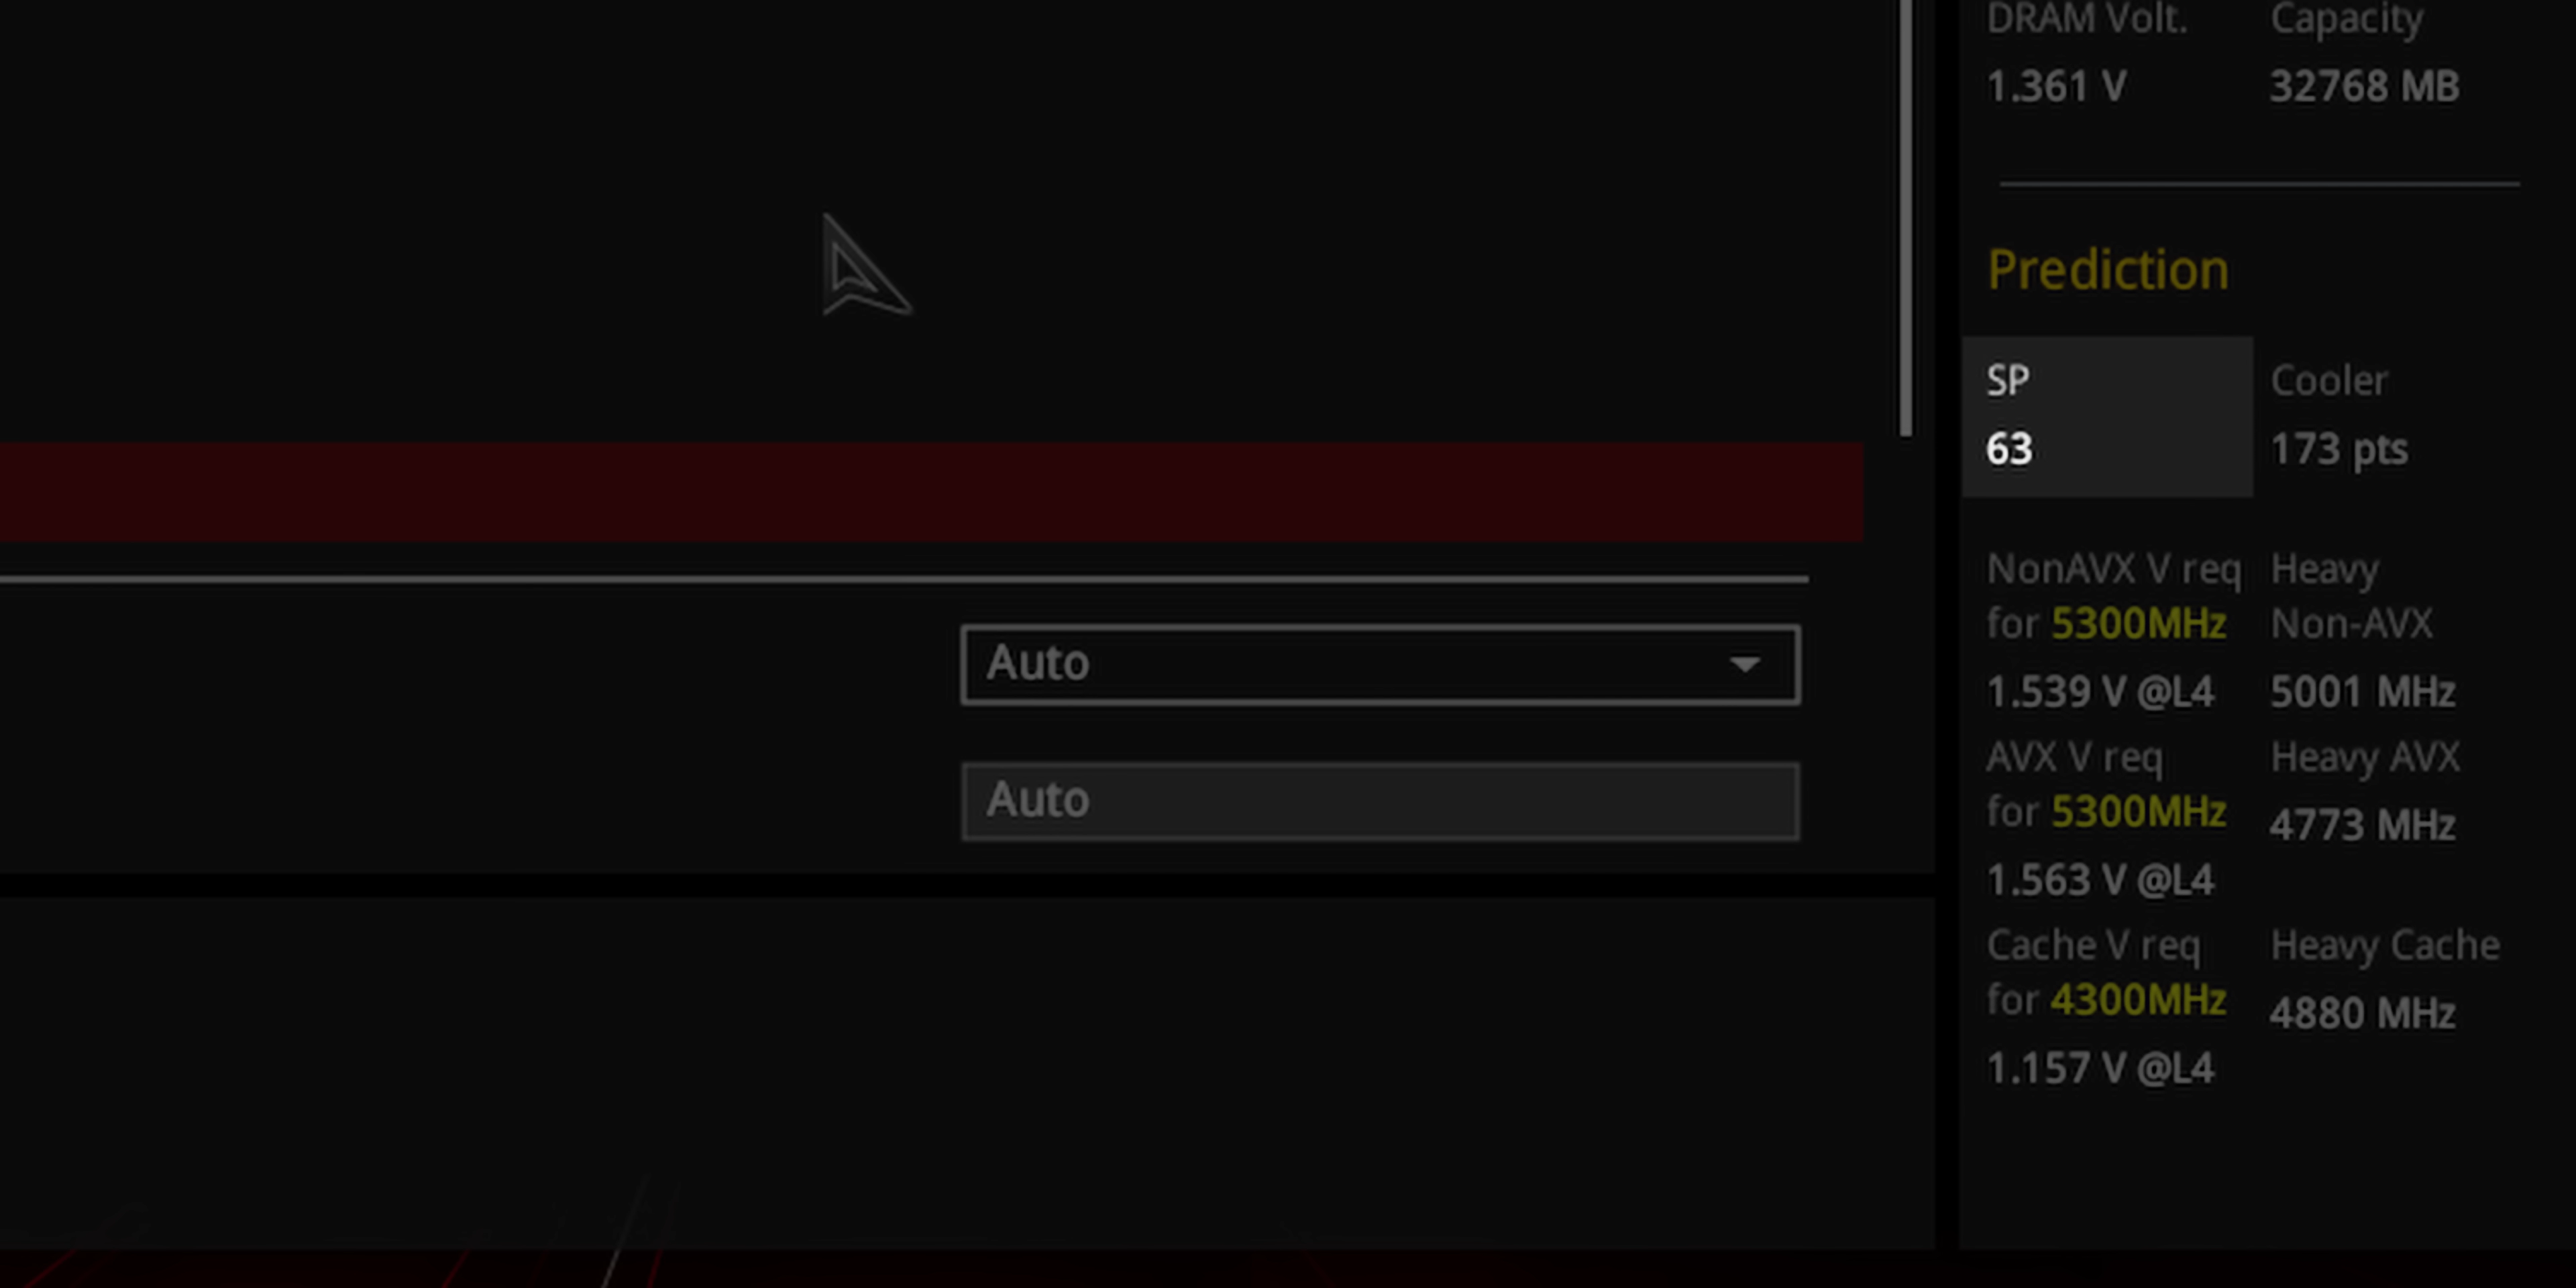 DRAM Volt. Capacity
1.361 V 32768 MB
Prediction
SP Cooler
63 173 pts
NonAVX V req Heavy
for 5300MHz Non-AVX
1.539 V @L4 5001 MHz
AVX V req Heavy AVX
for 5300MHz 4773 MHz
1.563 V @L4
Cache V req Heavy Cache
for 4300MHz 4880 MHz
1.157 V @L4
Auto
Auto